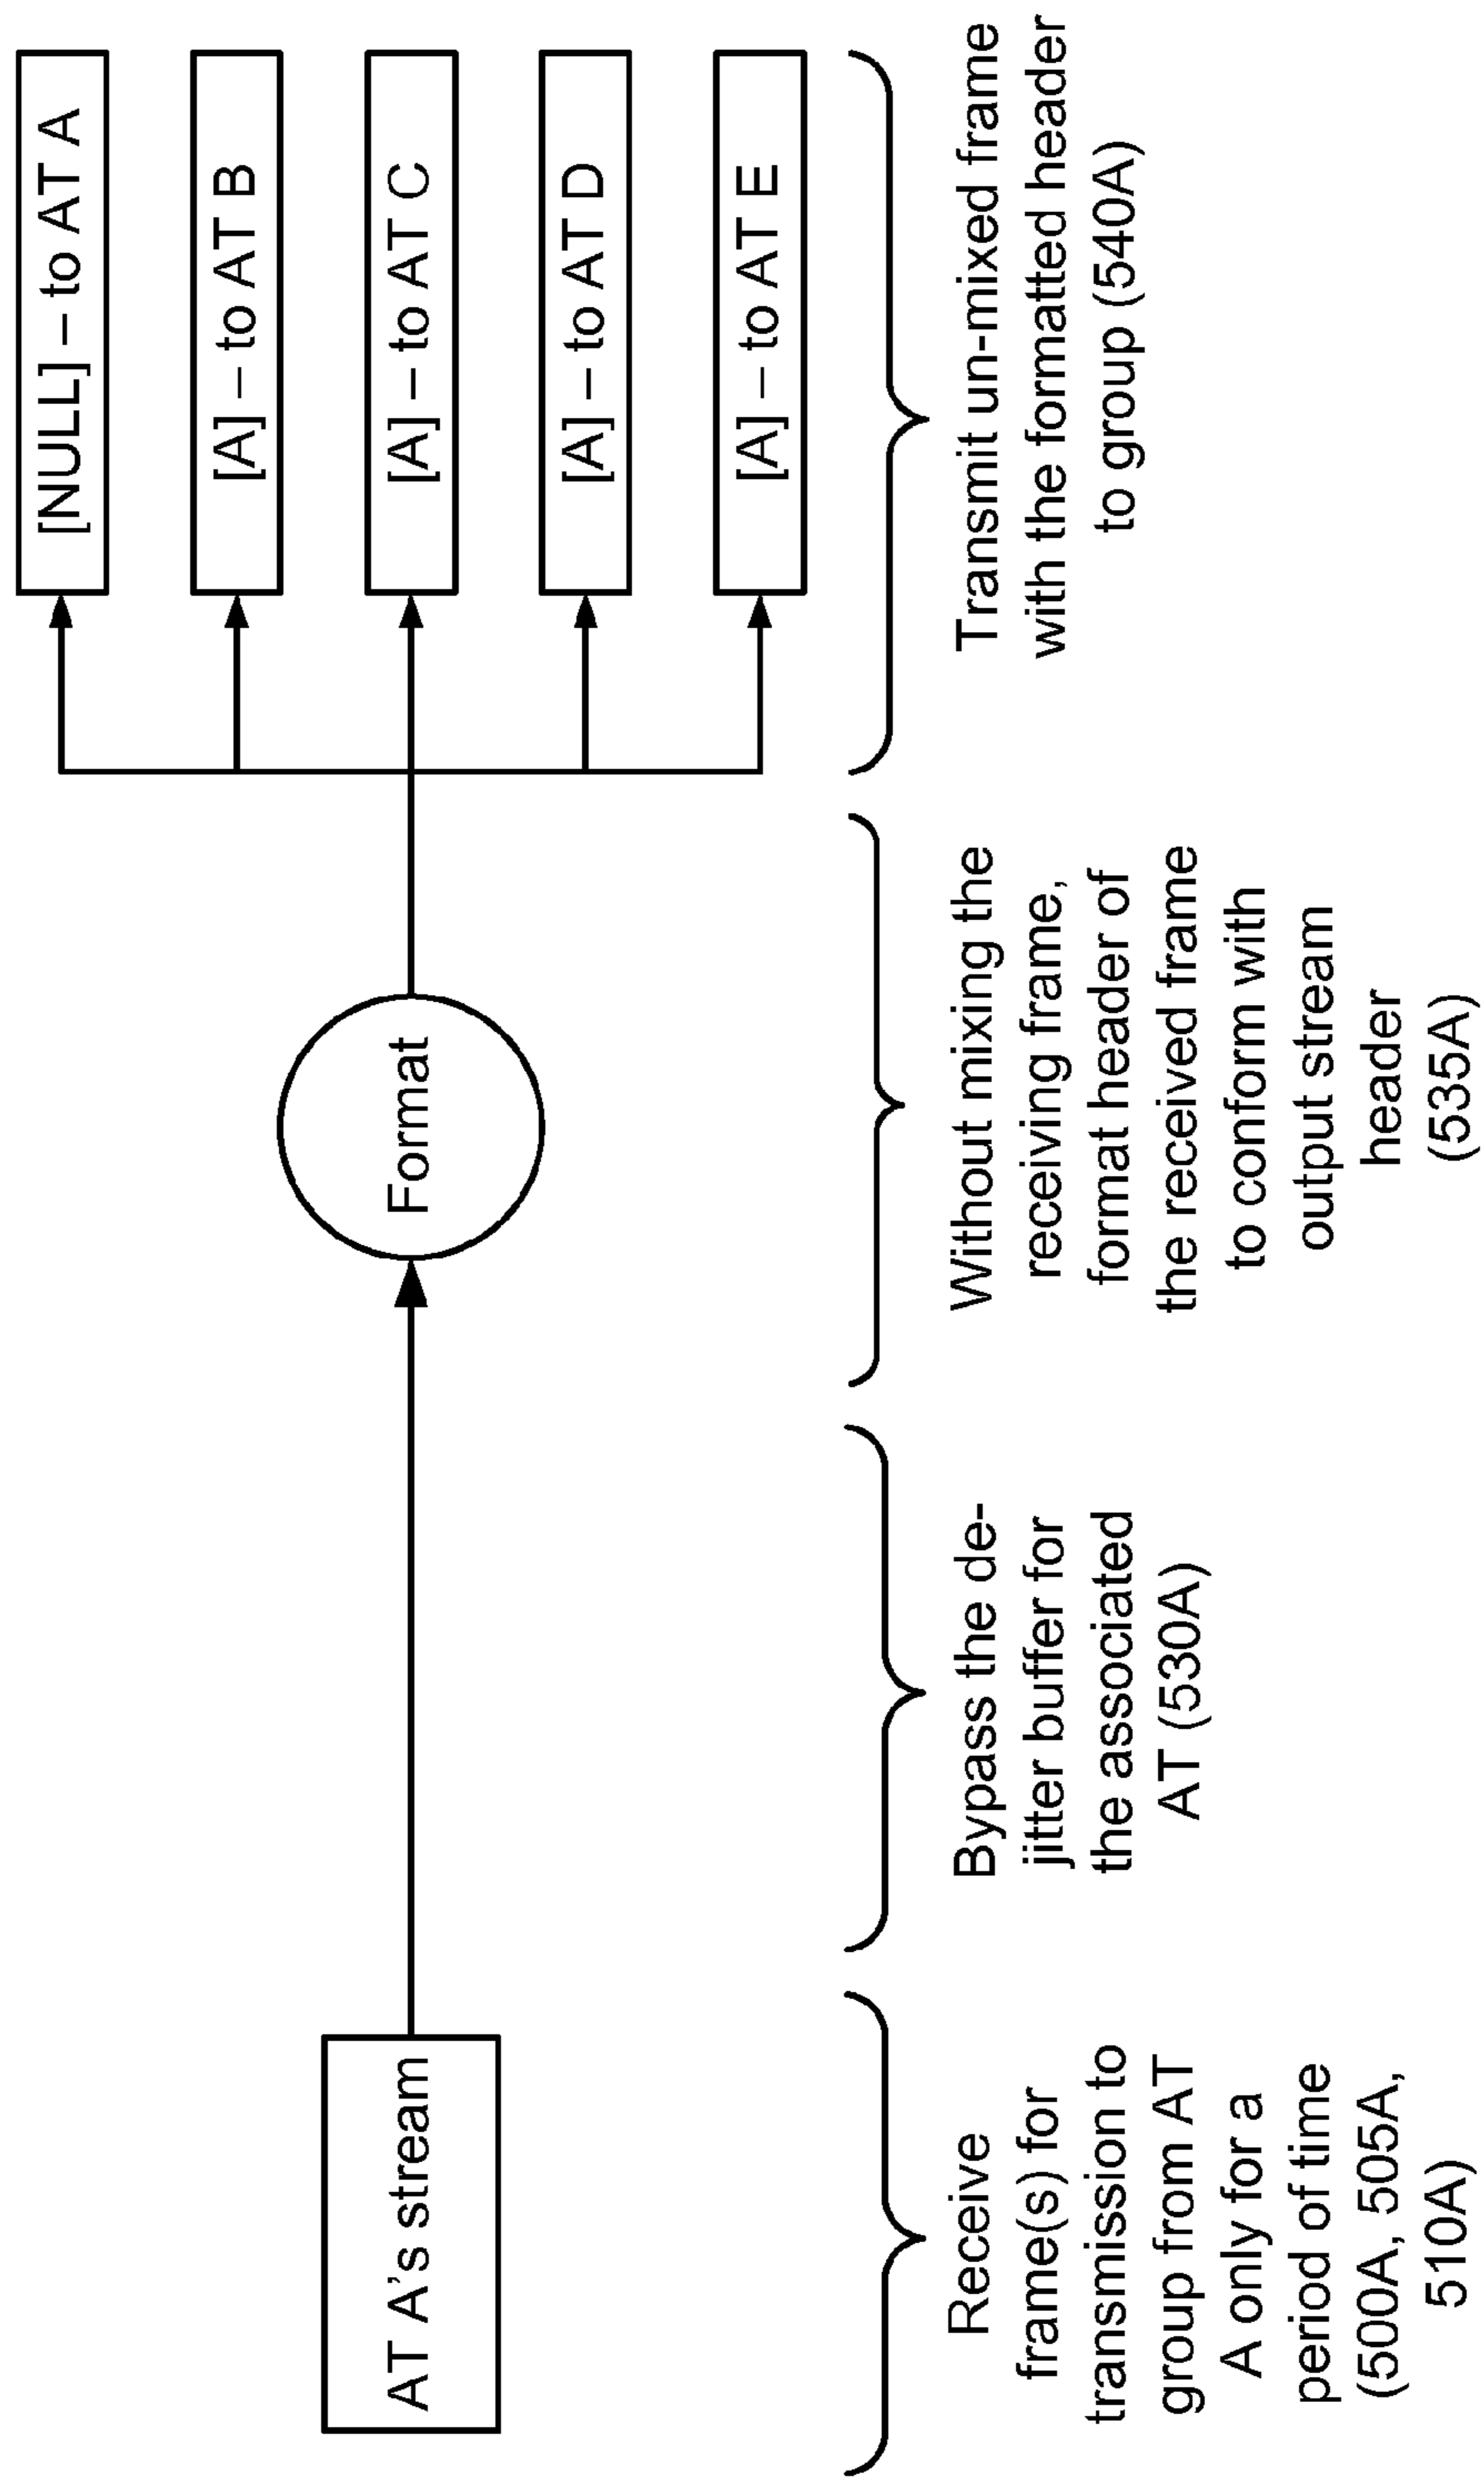 AT A's stream
Format
[NULL] – to AT A
[A] – to AT B
[A] – to AT C
[A] – to AT D
[A] – to AT E
Receive
frame(s) for
transmission to
group from AT
A only for a
period of time
(500A, 505A,
510A)
Bypass the de-
jitter buffer for
the associated
AT (530A)
Without mixing the
receiving frame,
format header of
the received frame
to conform with
output stream
header
(535A)
Transmit un-mixed frame
with the formatted header
to group (540A)